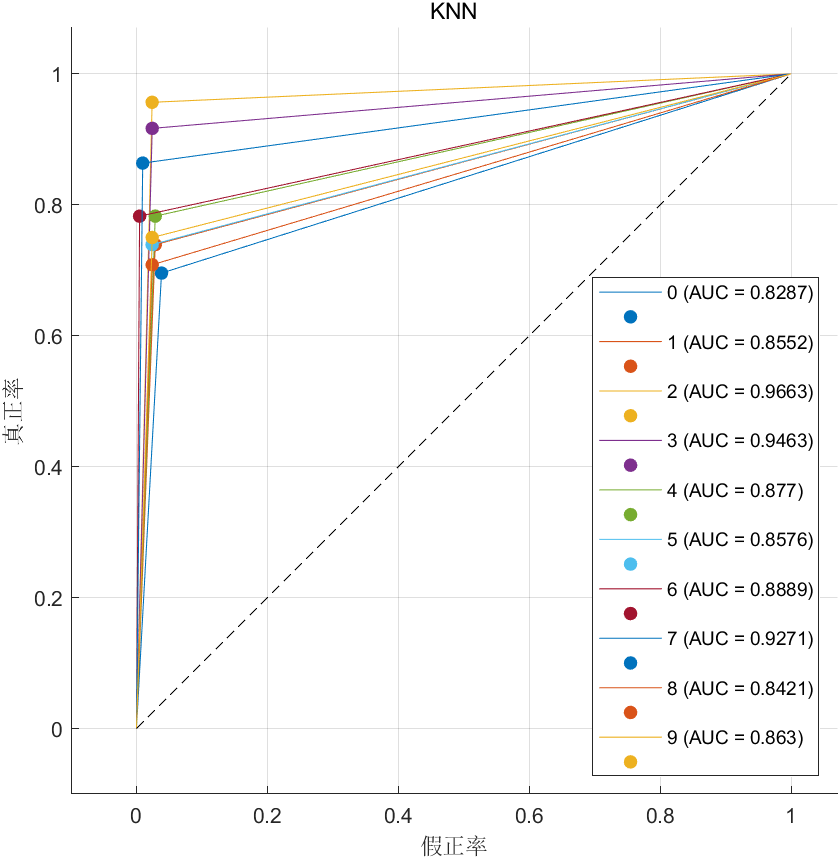 KNN
1
0.8
0.6
0.4
0.2
0
真正率
0
0.2
0.4
0.6
0.8
1
假正率
0 (AUC = 0.8287)
1 (AUC = 0.8552)
2 (AUC = 0.9663)
3 (AUC = 0.9463)
4 (AUC = 0.877)
5 (AUC = 0.8576)
6 (AUC = 0.8889)
7 (AUC = 0.9271)
8 (AUC = 0.8421)
9 (AUC = 0.863)